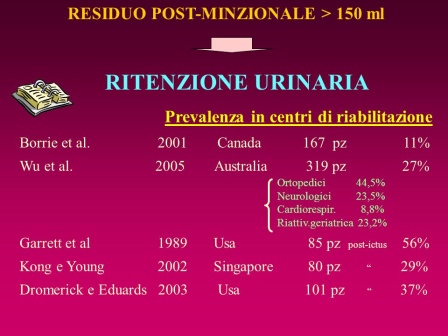 RESIDUO POST-MINZIONALE > 150 ml
RITENZIONE URINARIA
Prevalenza in centri di riabilitazione
Borrie et al. 2001 Canada 167 pz 11%
Wu et al. 2005 Australia 319 pz 27%
Ortopedici 44,5%
Neurologici 23,5%
Cardiorespir. 8,8%
Riattiv.geriatrica 23,2%
Garrett et al 1989 Usa 85 pz post-ictus 56%
Kong e Young 2002 Singapore 80 pz “ 29%
Dromerick e Eduards 2003 Usa 101 pz “ 37%